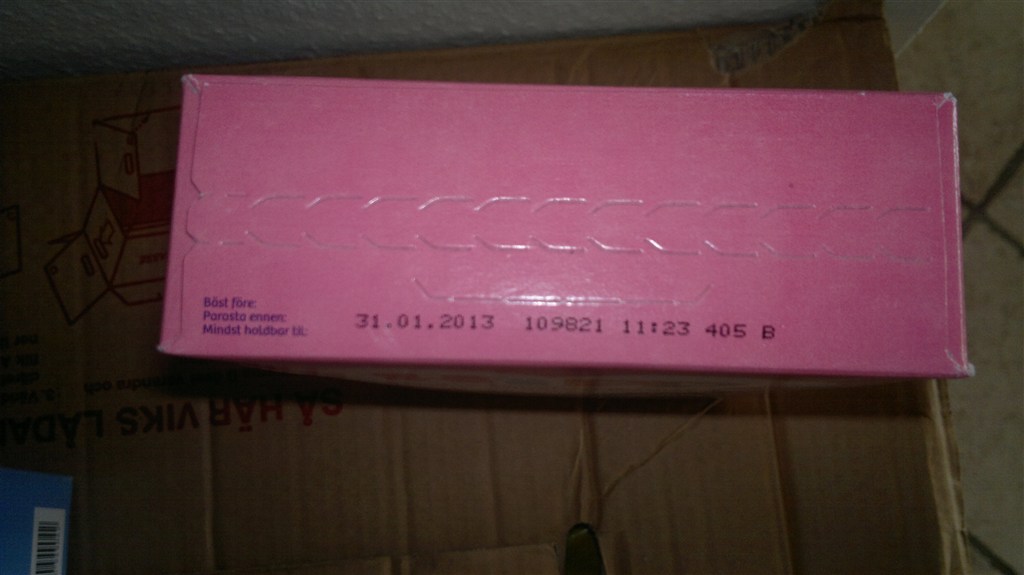 Bäst före:
Parasta ennen:
Mindst holdbar til:
31.01.2013 109821 11:23 405 B
SÅ HÄR VIKS LÅDAN